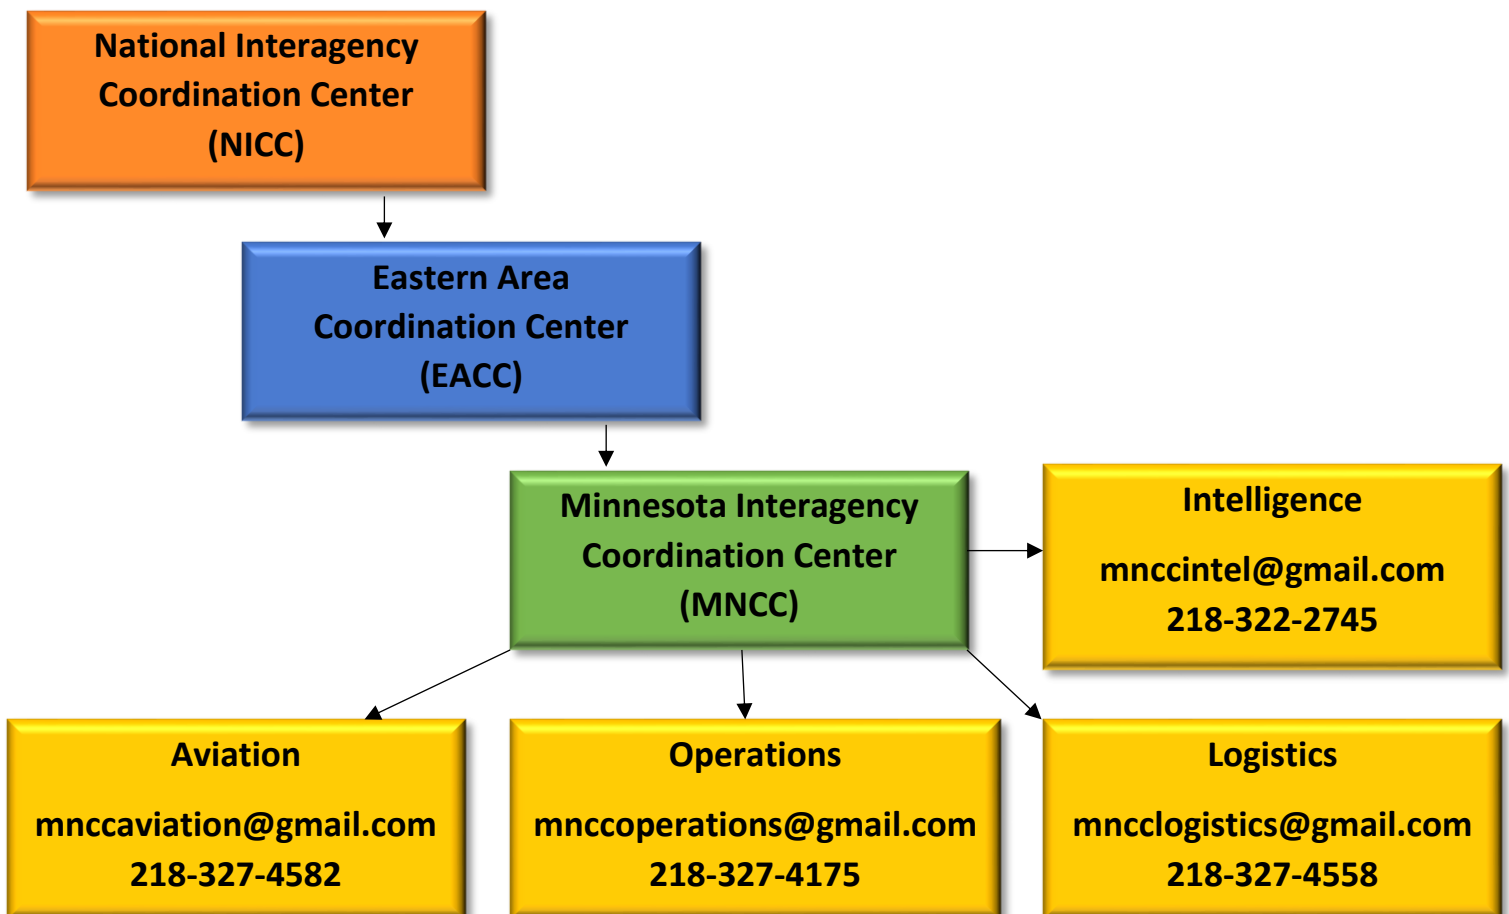 National Interagency
Coordination Center
(NICC)
Eastern Area
Coordination Center
(EACC)
Minnesota Interagency
Coordination Center
(MNCC)
Intelligence
mnccintel@gmail.com
218-322-2745
Aviation
mnccaviation@gmail.com
218-327-4582
Operations
mnccoperations@gmail.com
218-327-4175
Logistics
mncclogistics@gmail.com
218-327-4558